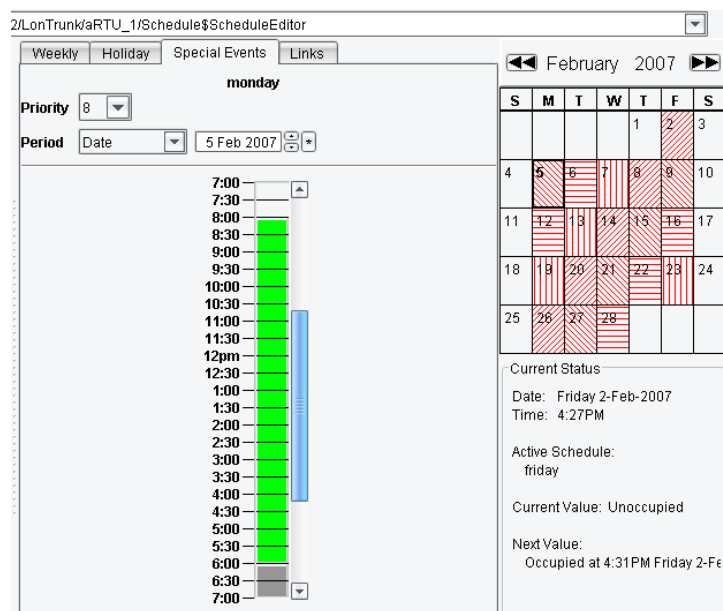 2/LonTrunk/aRTU_1/Schedule$ScheduleEditor
Weekly Holiday Special Events Links
monday
Priority 8
Period Date 5 Feb 2007 *
7:00
7:30
8:00
8:30
9:00
9:30
10:00
10:30
11:00
11:30
12pm
12:30
1:00
1:30
2:00
2:30
3:00
3:30
4:00
4:30
5:00
5:30
6:00
6:30
7:00
February 2007
S M T W T F S
1 2 3
4 5 6 7 8 9 10
11 12 13 14 15 16 17
18 19 20 21 22 23 24
25 26 27 28
Current Status
Date: Friday 2-Feb-2007
Time: 4:27PM
Active Schedule:
friday
Current Value: Unoccupied
Next Value:
Occupied at 4:31PM Friday 2-Fe